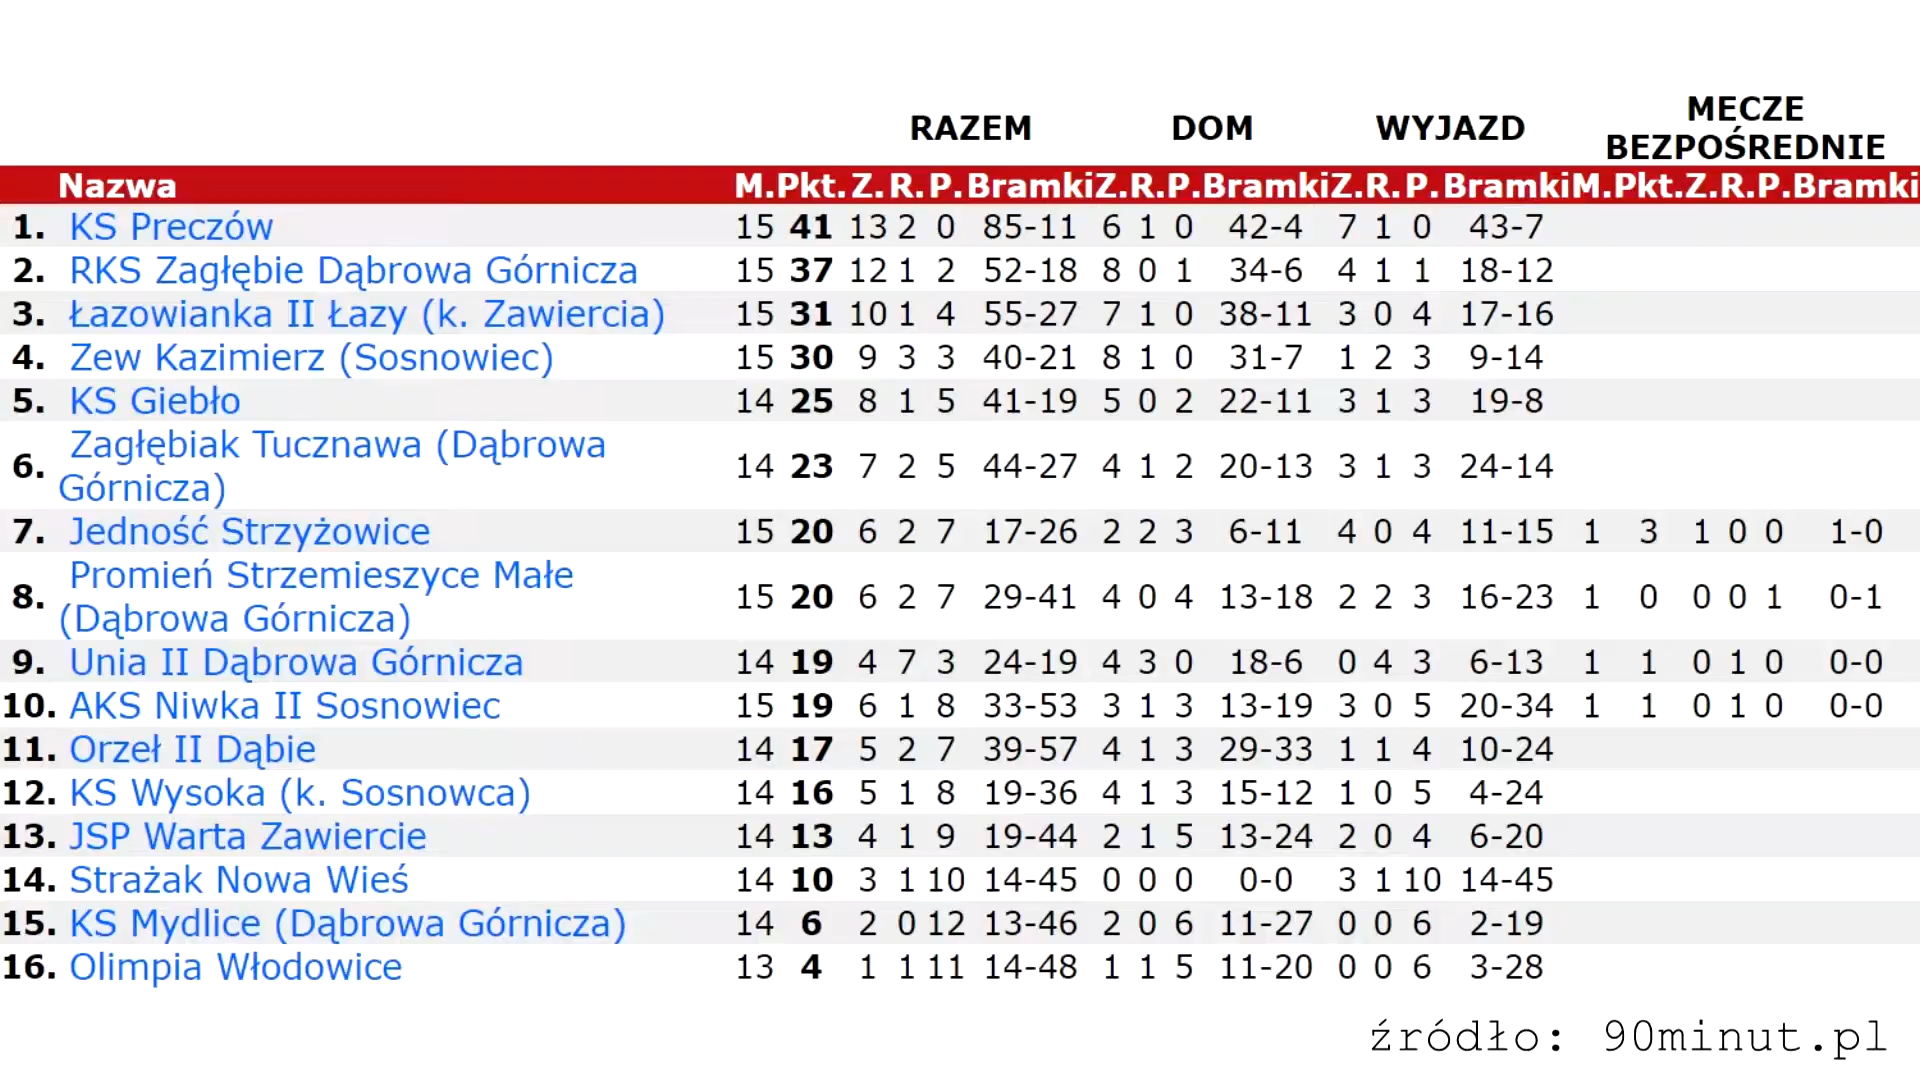 RAZEM DOM WYJAZD MECZE
BEZPOŚREDNIE
Nazwa M. Pkt. Z. R. P. Bramki Z. R. P. Bramki Z. R. P. Bramki M. Pkt. Z. R. P. Bramki
1. KS Preczów 15 41 13 2 0 85-11 6 1 0 42-4 7 1 0 43-7
2. RKS Zagłębie Dąbrowa Górnicza 15 37 12 1 2 52-18 8 0 1 34-6 4 1 1 18-12
3. Łazowianka II Łazy (k. Zawiercia) 15 31 10 1 4 55-27 7 1 0 38-11 3 0 4 17-16
4. Zew Kazimierz (Sosnowiec) 15 30 9 3 3 40-21 8 1 0 31-7 1 2 3 9-14
5. KS Giebło 14 25 8 1 5 41-19 5 0 2 22-11 3 1 3 19-8
6. Zagłębiak Tucznawa (Dąbrowa
Górnicza) 14 23 7 2 5 44-27 4 1 2 20-13 3 1 3 24-14
7. Jedność Strzyżowice 15 20 6 2 7 17-26 2 2 3 6-11 4 0 4 11-15 1 3 1 0 0 1-0
8. Promień Strzemieszyce Małe
(Dąbrowa Górnicza) 15 20 6 2 7 29-41 4 0 4 13-18 2 2 3 16-23 1 0 0 0 1 0-1
9. Unia II Dąbrowa Górnicza 14 19 4 7 3 24-19 4 3 0 18-6 0 4 3 6-13 1 1 0 1 0 0-0
10. AKS Niwka II Sosnowiec 15 19 6 1 8 33-53 3 1 3 13-19 3 0 5 20-34 1 1 0 1 0 0-0
11. Orzeł II Dąbie 14 17 5 2 7 39-57 4 1 3 29-33 1 1 4 10-24
12. KS Wysoka (k. Sosnowca) 14 16 5 1 8 19-36 4 1 3 15-12 1 0 5 4-24
13. JSP Warta Zawiercie 14 13 4 1 9 19-44 2 1 5 13-24 2 0 4 6-20
14. Strażak Nowa Wieś 14 10 3 1 10 14-45 0 0 0 0-0 3 1 10 14-45
15. KS Mydlice (Dąbrowa Górnicza) 14 6 2 0 12 13-46 2 0 6 11-27 0 0 6 2-19
16. Olimpia Włodowice 13 4 1 1 11 14-48 1 1 5 11-20 0 0 6 3-28
źródło: 90minut.pl